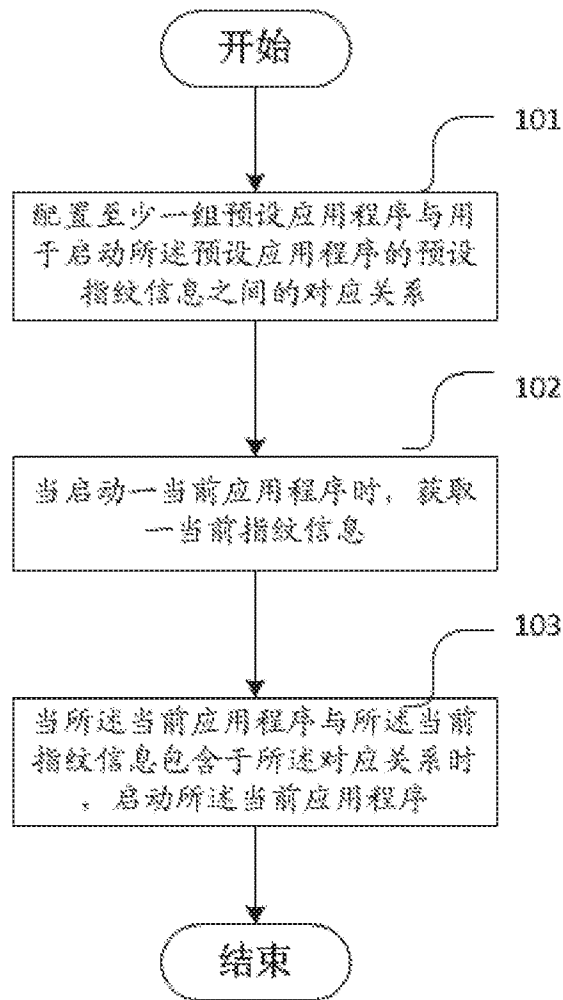 开始
101
配置至少一组预设应用程序与用
于启动所述预设应用程序的预设
指纹信息之间的对应关系
102
当启动一当前应用程序时，获取
一当前指纹信息
103
当所述当前应用程序与所述当前
指纹信息包含于所述对应关系时
，启动所述当前应用程序
结束